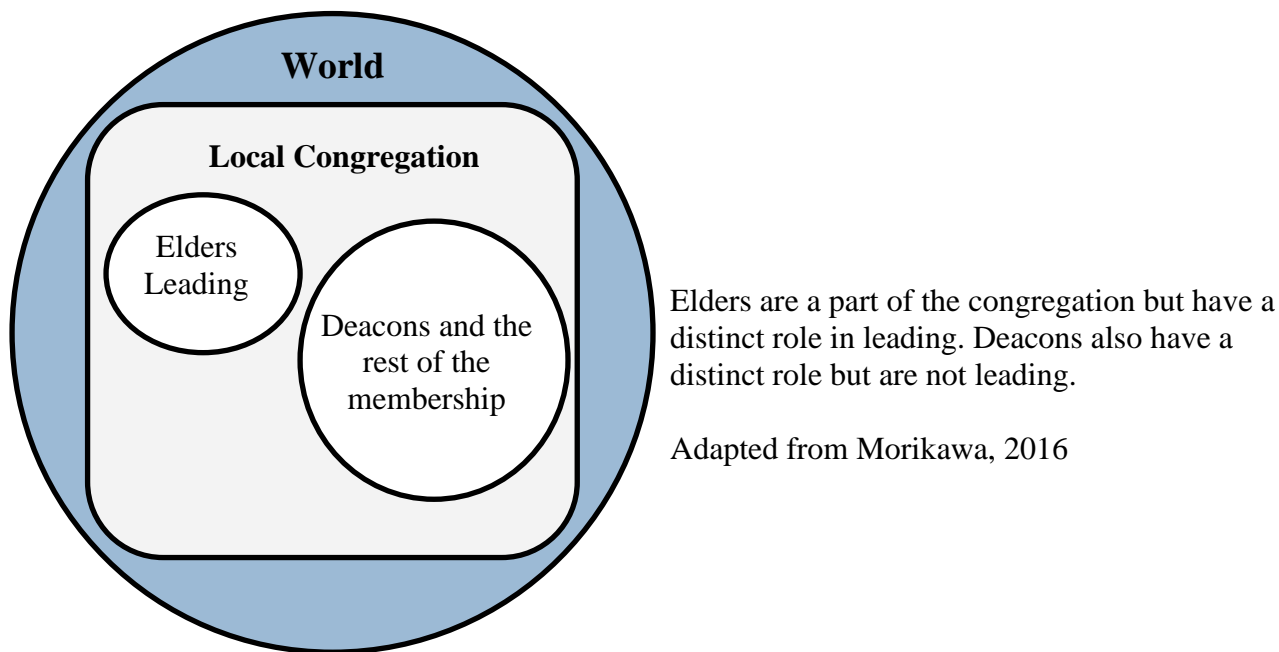 World
Local Congregation
Elders
Leading
Deacons and the
rest of the
membership
Elders are a part of the congregation but have a
distinct role in leading. Deacons also have a
distinct role but are not leading.
Adapted from Morikawa, 2016